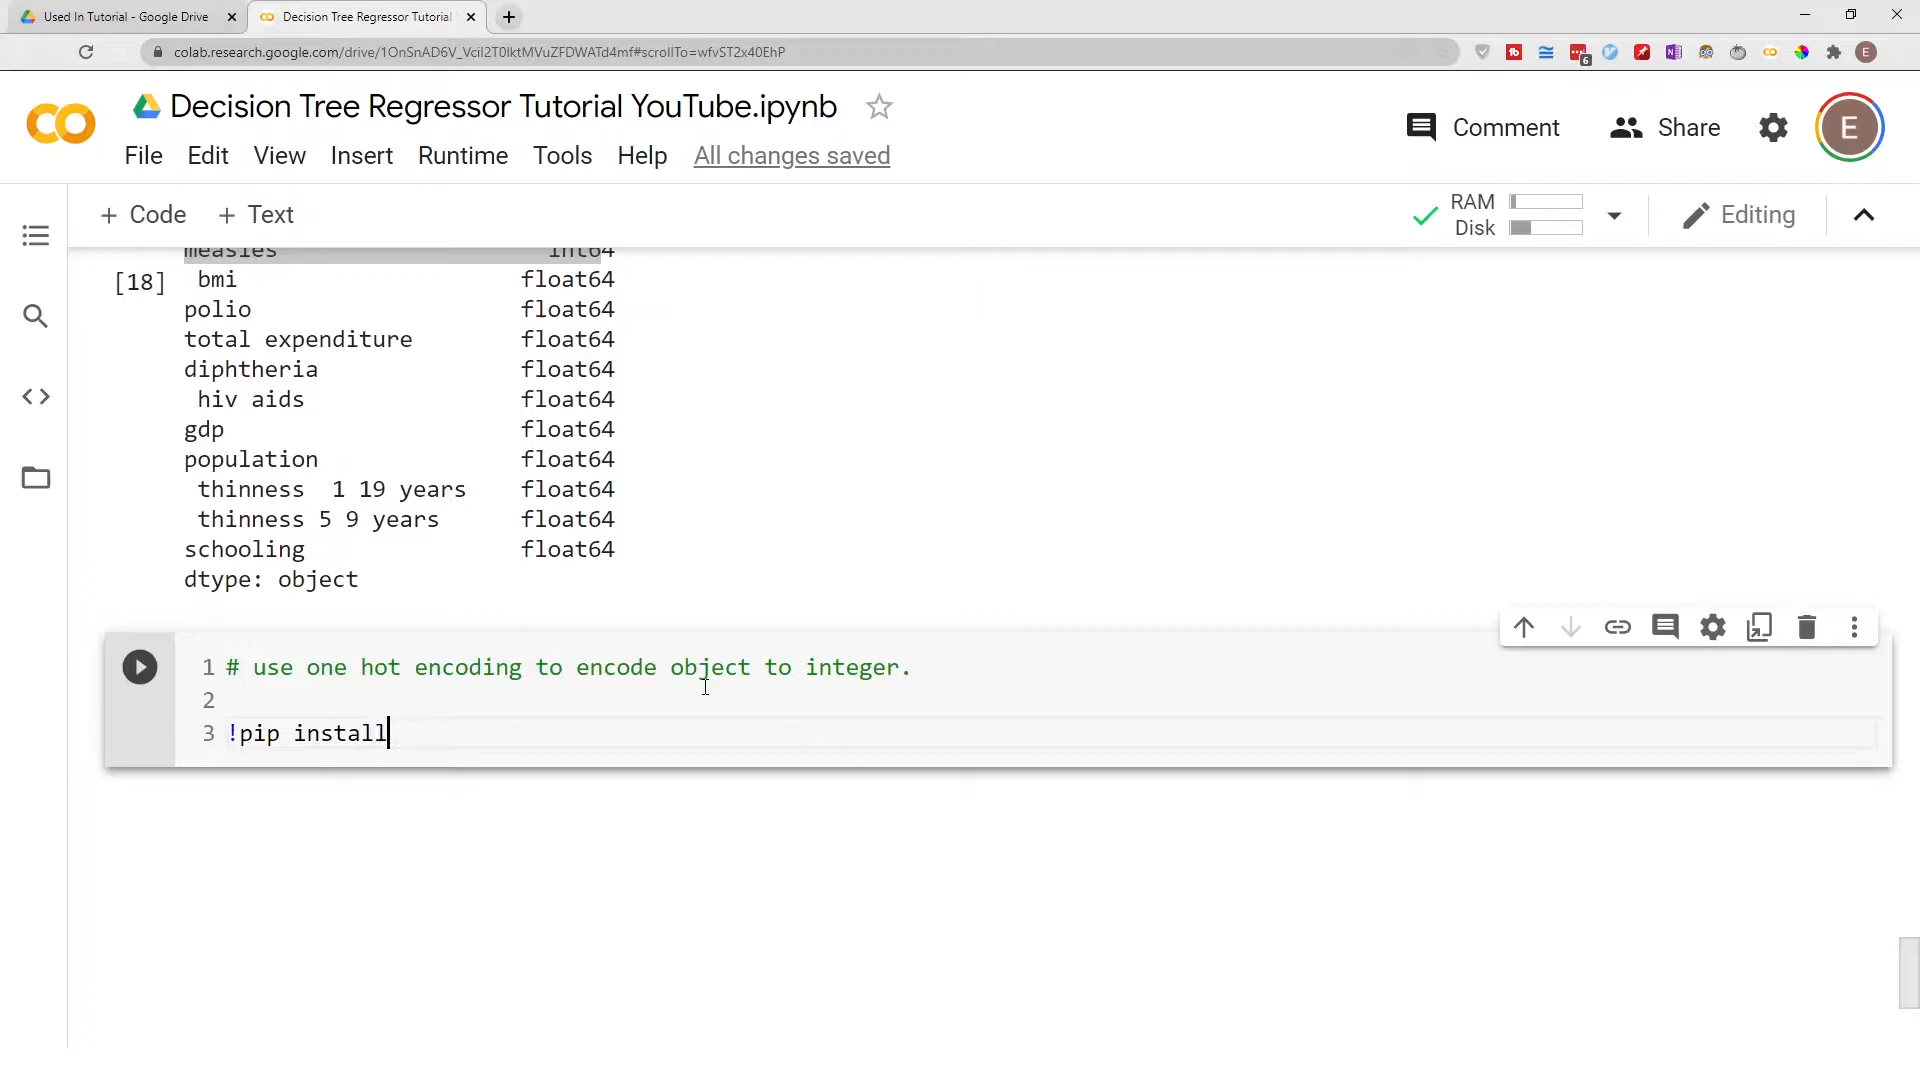 Used In Tutorial - Google Drive
Decision Tree Regressor Tutorial
colab.research.google.com/drive/1OnSnAD6V_Vcil2T0lktMVuZFDWATd4mf#scrollTo=wfvST2x40EhP
6
E
Decision Tree Regressor Tutorial YouTube.ipynb
Comment
Share
E
File Edit View Insert Runtime Tools Help All changes saved
+ Code + Text
RAM
Disk
Editing
measles int64
[18] bmi float64
polio float64
total expenditure float64
diphtheria float64
hiv aids float64
gdp float64
population float64
thinness  1 19 years float64
thinness 5 9 years float64
schooling float64
dtype: object
1 # use one hot encoding to encode object to integer.
2
3 !pip install